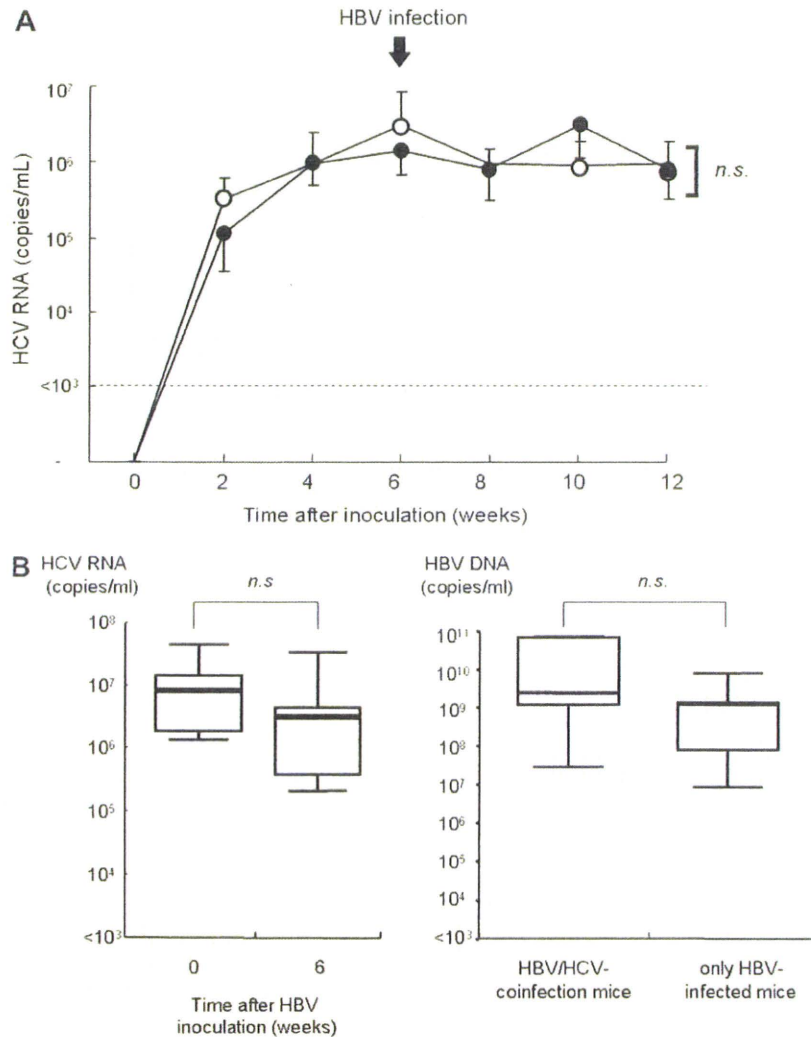 A
HBV infection
HCV RNA (copies/mL)
10⁷
10⁶
10⁵
10⁴
<10³
-
0 2 4 6 8 10 12
n.s.
Time after inoculation (weeks)
B
HCV RNA
(copies/ml)
n.s
10⁸
10⁷
10⁶
10⁵
10⁴
<10³
0 6
Time after HBV
inoculation (weeks)
HBV DNA
(copies/ml)
n.s.
10¹¹
10¹⁰
10⁹
10⁸
10⁷
10⁶
10⁵
10⁴
<10³
HBV/HCV-
coinfection mice
only HBV-
infected mice